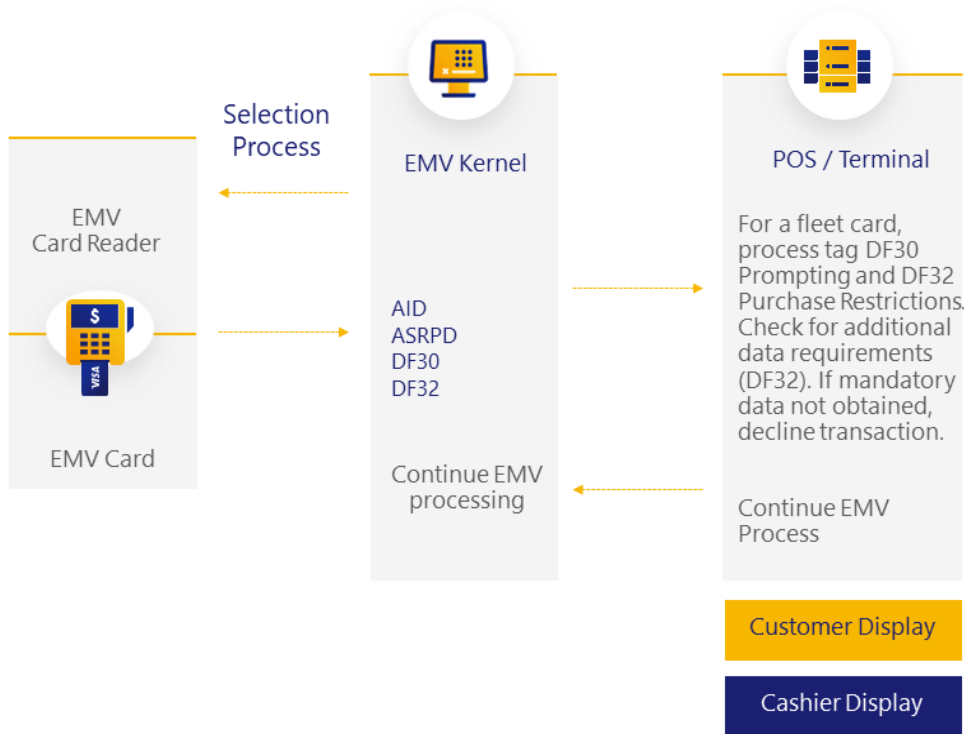 Selection
Process
EMV
Card Reader
$
VISA
EMV Card
EMV Kernel
AID
ASRPD
DF30
DF32
Continue EMV
processing
POS / Terminal
For a fleet card,
process tag DF30
Prompting and DF32
Purchase Restrictions.
Check for additional
data requirements
(DF32). If mandatory
data not obtained,
decline transaction.
Continue EMV
Process
Customer Display
Cashier Display